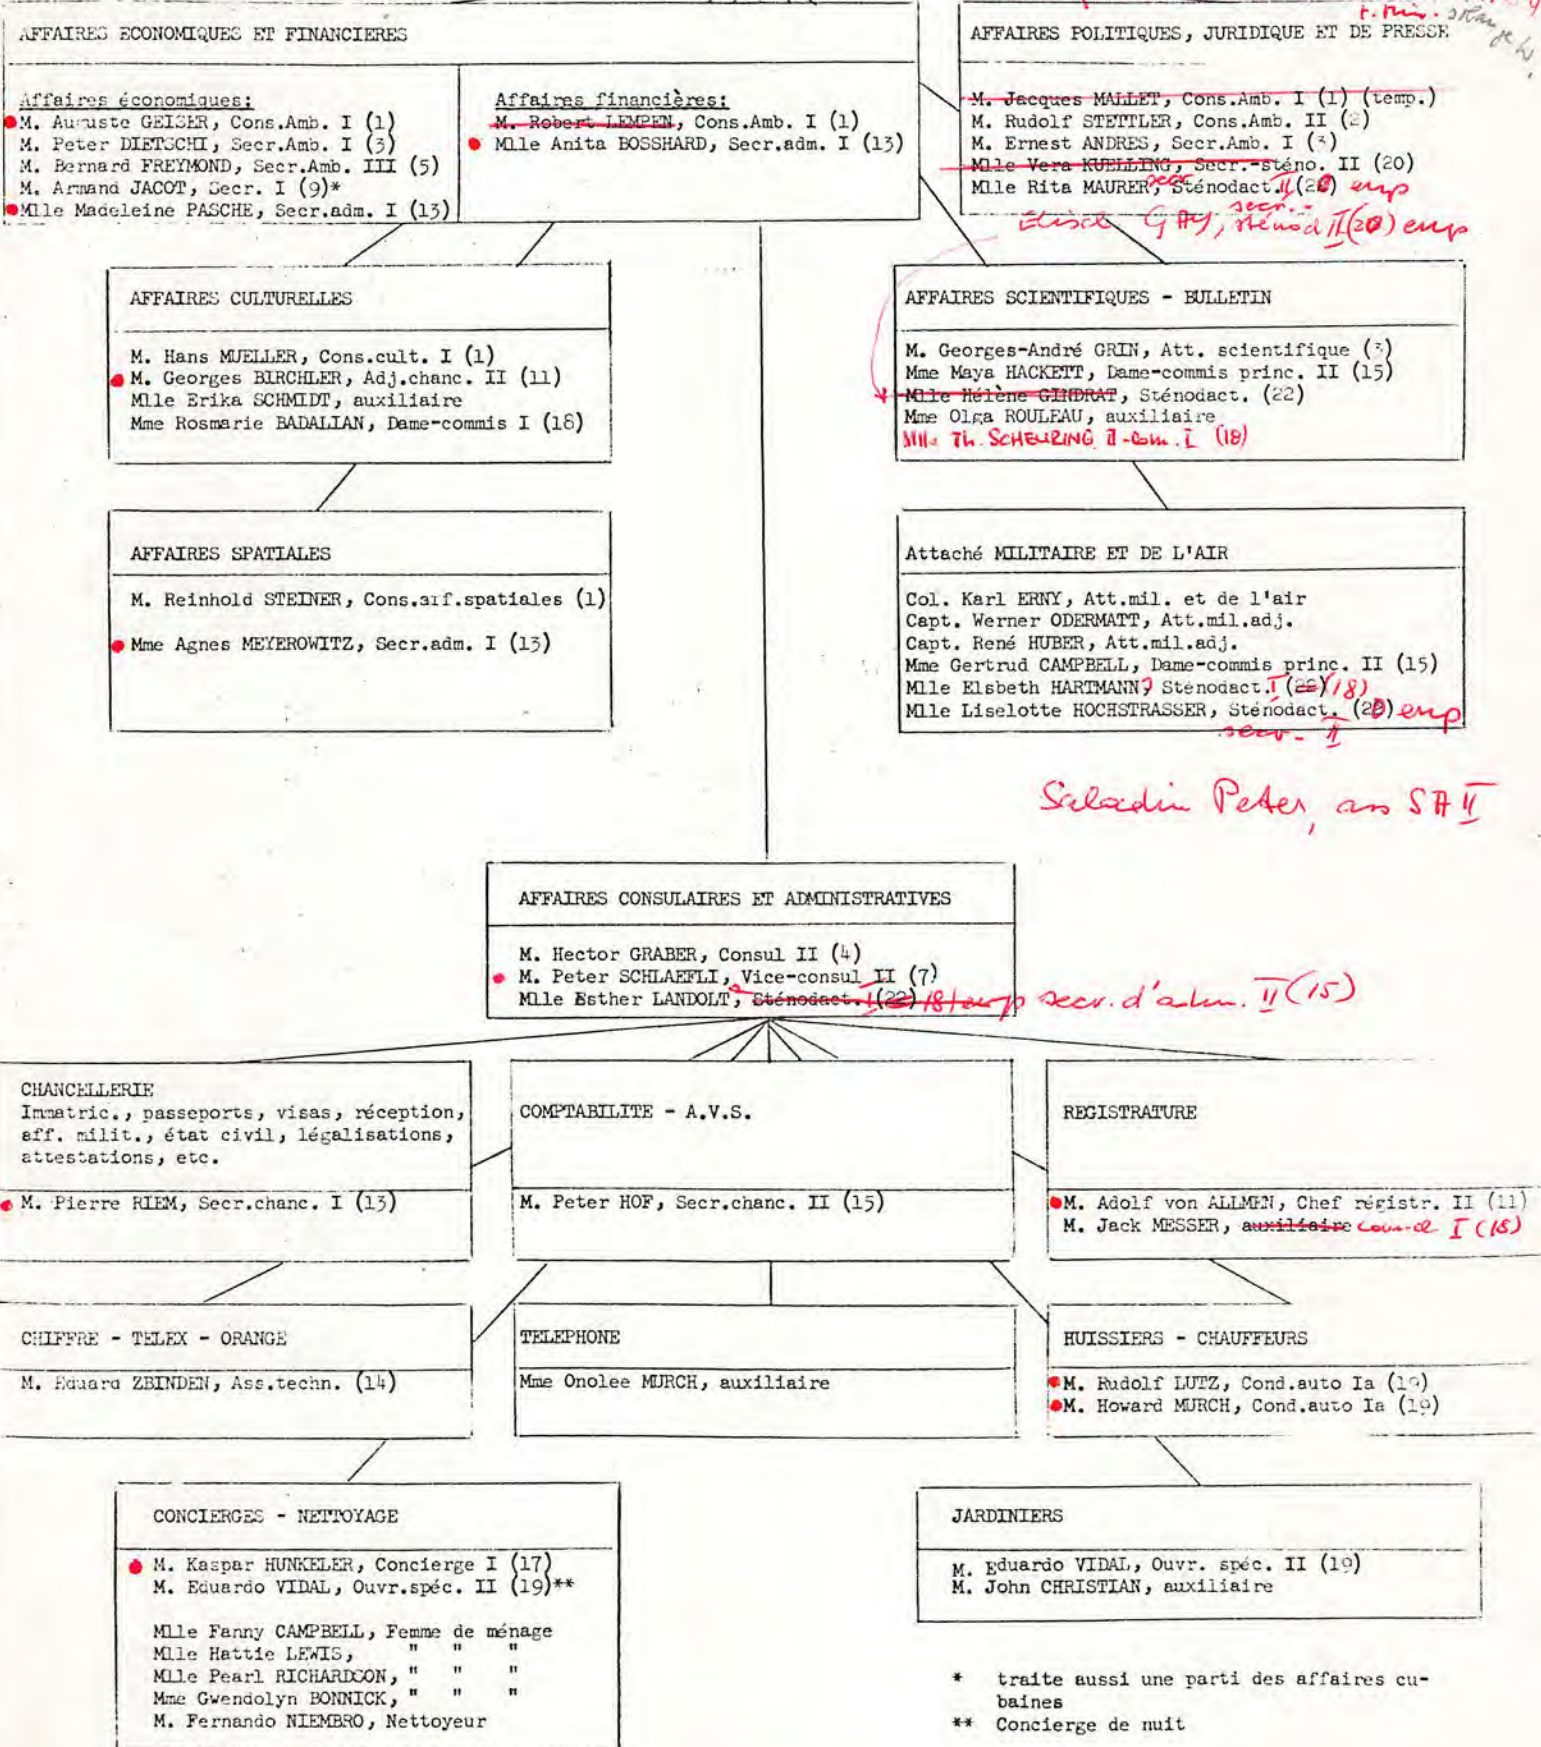 AFFAIRES ECONOMIQUES ET FINANCIERES
Affaires économiques:
M. Auguste GEISER, Cons.Amb. I (1)
M. Peter DIETSCHI, Secr.Amb. I (3)
M. Bernard FREYMOND, Secr.Amb. III (5)
M. Armand JACOT, Secr. I (9)*
Mlle Madeleine PASCHE, Secr.adm. I (13)
Affaires financières:
M. Robert LEMPEN, Cons.Amb. I (1)
Mlle Anita BOSSHARD, Secr.adm. I (13)
AFFAIRES POLITIQUES, JURIDIQUE ET DE PRESSE
M. Jacques MALLET, Cons.Amb. I (1) (temp.)
M. Rudolf STETTLER, Cons.Amb. II (2)
M. Ernest ANDRES, Secr.Amb. I (3)
Mlle Vera KUELLING, Secr.-sténo. II (20)
Mlle Rita MAURER, secr. Sténodact. II (20) emp
GAY, secr.- sténod II (20) emp
AFFAIRES CULTURELLES
M. Hans MUELLER, Cons.cult. I (1)
M. Georges BIRCHLER, Adj.chanc. II (11)
Mlle Erika SCHMIDT, auxiliaire
Mme Rosmarie BADALIAN, Dame-commis I (18)
AFFAIRES SCIENTIFIQUES - BULLETIN
M. Georges-André GRIN, Att. scientifique (3)
Mme Maya HACKETT, Dame-commis princ. II (15)
Mlle Hélène GINDRAT, Sténodact. (22)
Mme Olga ROULEAU, auxiliaire
Mlle Th. SCHEURING D-Com. I (18)
AFFAIRES SPATIALES
M. Reinhold STEINER, Cons.aff.spatiales (1)
Mme Agnes MEYEROWITZ, Secr.adm. I (13)
Attaché MILITAIRE ET DE L'AIR
Col. Karl ERNY, Att.mil. et de l'air
Capt. Werner ODERMATT, Att.mil.adj.
Capt. René HUBER, Att.mil.adj.
Mme Gertrud CAMPBELL, Dame-commis princ. II (15)
Mlle Elsbeth HARTMANN, Sténodact. I (22) (18)
Mlle Liselotte HOCHSTRASSER, Sténodact. (20) emp
secr- II
Saladin Peter, SA II
AFFAIRES CONSULAIRES ET ADMINISTRATIVES
M. Hector GRABER, Consul II (4)
M. Peter SCHLAEFLI, Vice-consul II (7)
Mlle Esther LANDOLT, Sténodact. I (22) 18 emp secr. d'adm. II (15)
CHANCELLERIE
Immatric., passeports, visas, réception,
aff. milit., état civil, légalisations,
attestations, etc.
M. Pierre RIEM, Secr.chanc. I (13)
COMPTABILITE - A.V.S.
M. Peter HOF, Secr.chanc. II (15)
REGISTRATURE
M. Adolf von ALLMEN, Chef régistr. II (11)
M. Jack MESSER, auxiliaire I (18)
CHIFFRE - TELEX - ORANGE
M. Eduard ZBINDEN, Ass.techn. (14)
TELEPHONE
Mme Onolee MURCH, auxiliaire
HUISSIERS - CHAUFFEURS
M. Rudolf LUTZ, Cond.auto Ia (19)
M. Howard MURCH, Cond.auto Ia (19)
CONCIERGES - NETTOYAGE
M. Kaspar HUNKELER, Concierge I (17)
M. Eduardo VIDAL, Ouvr.spéc. II (19)**
Mlle Fanny CAMPBELL, Femme de ménage
Mlle Hattie LEWIS, " " "
Mlle Pearl RICHARDSON, " " "
Mme Gwendolyn BONNICK, " " "
M. Fernando NIEMBRO, Nettoyeur
JARDINIERS
M. Eduardo VIDAL, Ouvr. spéc. II (19)
M. John CHRISTIAN, auxiliaire
* traite aussi une parti des affaires cu-
baines
** Concierge de nuit